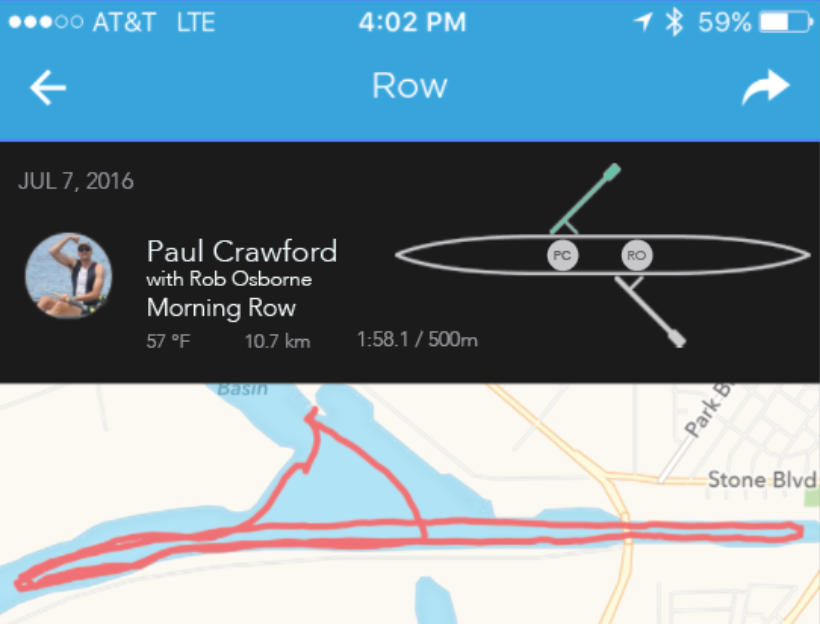 AT&T LTE 4:02 PM 59%
Row
JUL 7, 2016
Paul Crawford
with Rob Osborne
Morning Row
57 °F 10.7 km 1:58.1 / 500m
PC RO
Basin
Park
Stone Blvd